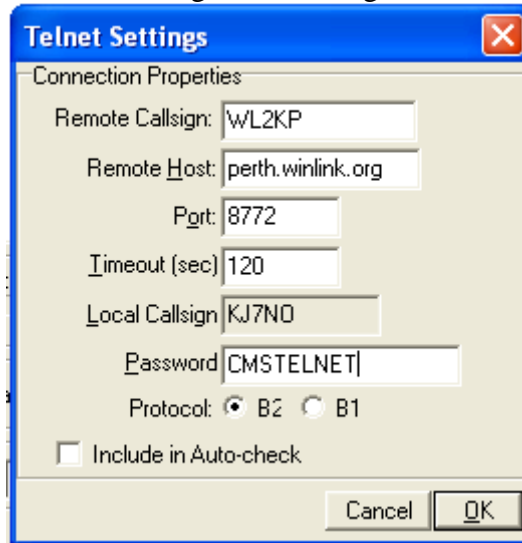 Telnet Settings
Connection Properties
Remote Callsign: WL2KP
Remote Host: perth.winlink.org
Port: 8772
Timeout (sec) 120
Local Callsign KJ7NO
Password CMSTELNET
Protocol: B2 B1
Include in Auto-check
Cancel OK